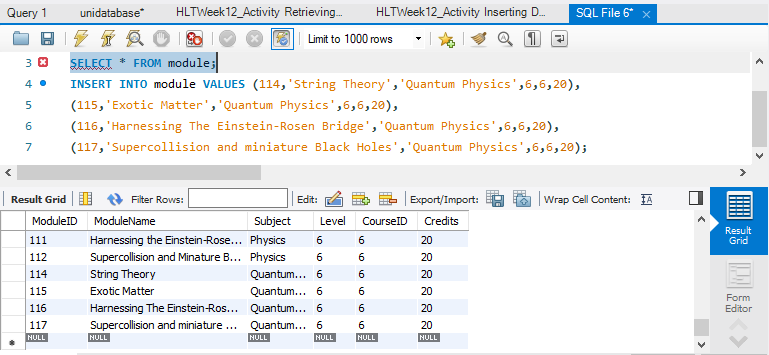 Query 1 unidatabase* HLTWeek12_Activity Retrieving... HLTWeek12_Activity Inserting D... SQL File 6*
Limit to 1000 rows
3 SELECT * FROM module;
4 INSERT INTO module VALUES (114,'String Theory','Quantum Physics',6,6,20),
5 (115,'Exotic Matter','Quantum Physics',6,6,20),
6 (116,'Harnessing The Einstein-Rosen Bridge','Quantum Physics',6,6,20),
7 (117,'Supercollision and miniature Black Holes','Quantum Physics',6,6,20);
Result Grid Filter Rows: Edit: Export/Import: Wrap Cell Content: IA
ModuleID ModuleName Subject Level CourseID Credits
111 Harnessing the Einstein-Rose... Physics 6 6 20
112 Supercollision and Minature B... Physics 6 6 20
114 String Theory Quantum... 6 6 20
115 Exotic Matter Quantum... 6 6 20
116 Harnessing The Einstein-Ros... Quantum... 6 6 20
117 Supercollision and miniature ... Quantum... 6 6 20
NULL NULL NULL NULL NULL NULL
Result
Grid
Form
Editor